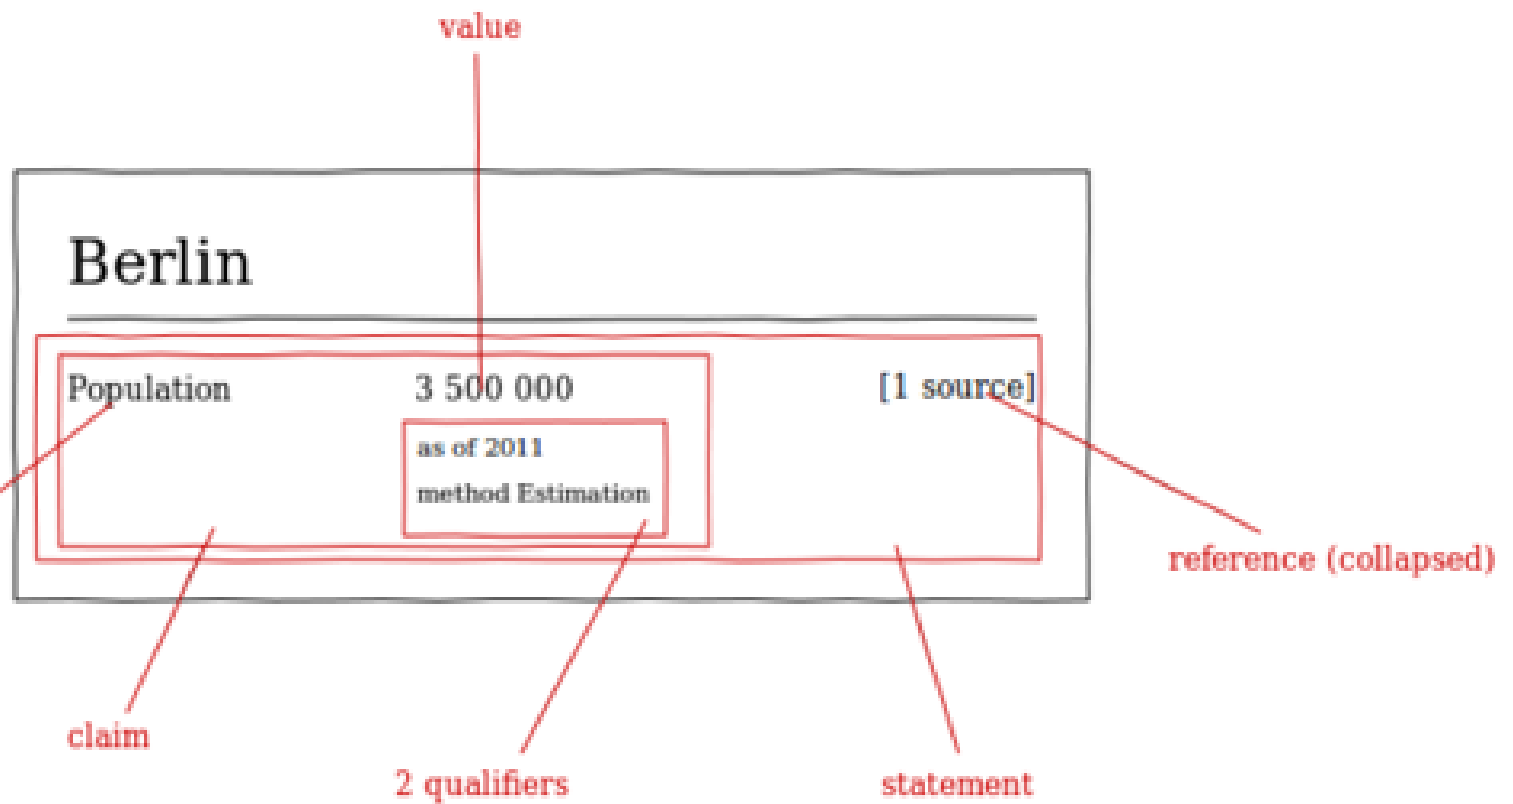 value
Berlin
Population 3 500 000 [1 source]
as of 2011
method Estimation
reference (collapsed)
claim
2 qualifiers
statement